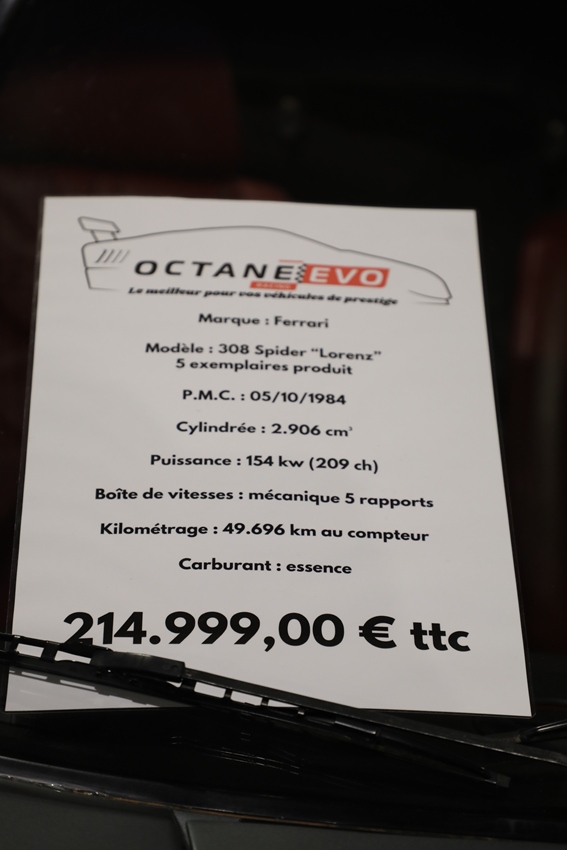 OCTANE EVO
RACING
Le meilleur pour vos véhicules de prestige
Marque : Ferrari
Modèle : 308 Spider “Lorenz”
5 exemplaires produit
P.M.C. : 05/10/1984
Cylindrée : 2.906 cm³
Puissance : 154 kw (209 ch)
Boîte de vitesses : mécanique 5 rapports
Kilométrage : 49.696 km au compteur
Carburant : essence
214.999,00 € ttc